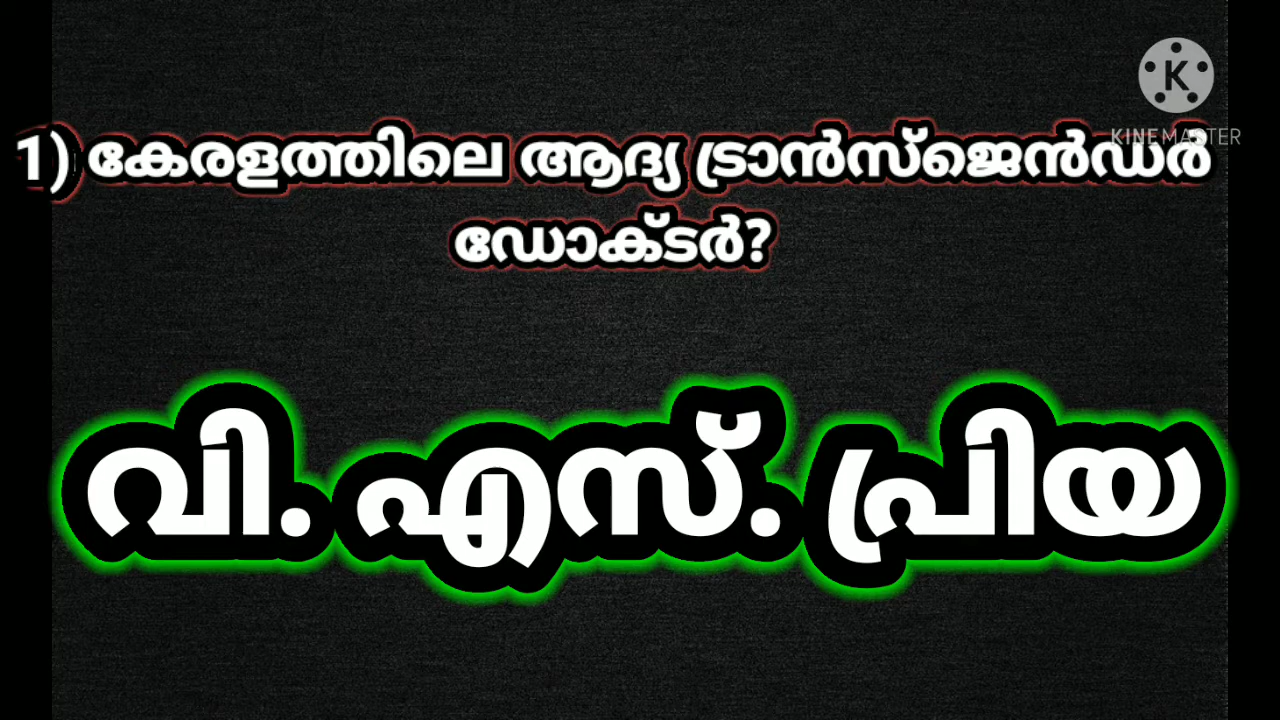 K
KINEMASTER
1) കേരളത്തിലെ ആദ്യ ട്രാൻസ്ജെൻഡർ
ഡോക്ടർ?
വി. എസ്. പ്രിയ